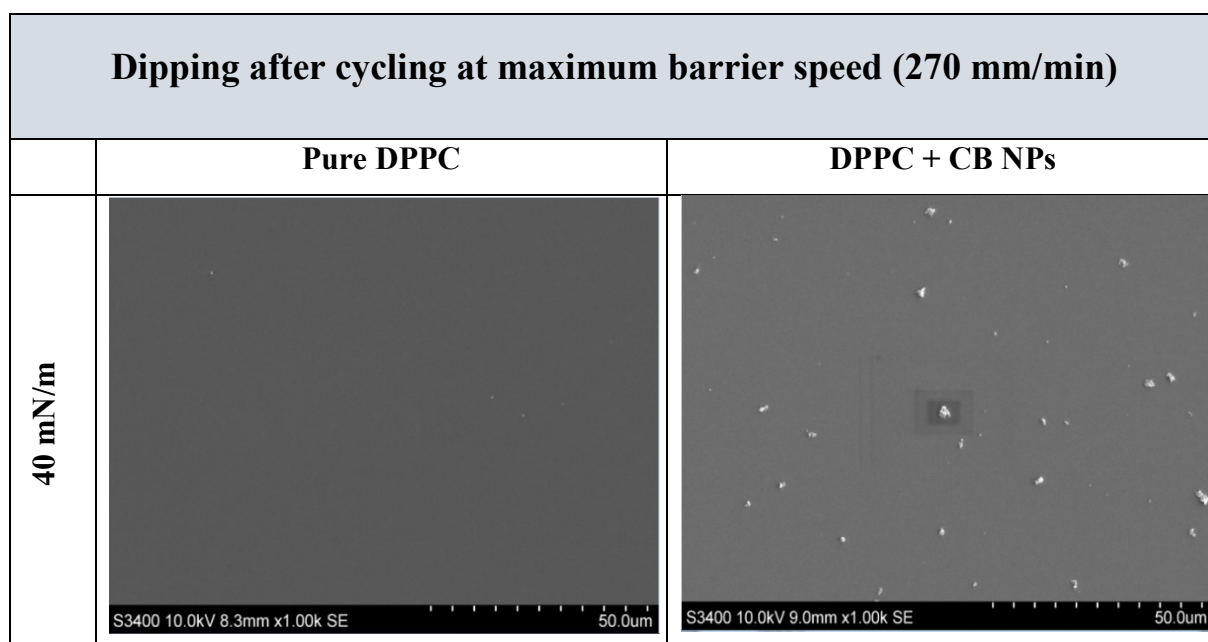 Dipping after cycling at maximum barrier speed (270 mm/min)
Pure DPPC
DPPC + CB NPs
40 mN/m
S3400 10.0kV 8.3mm x1.00k SE
50.0um
S3400 10.0kV 9.0mm x1.00k SE
50.0um